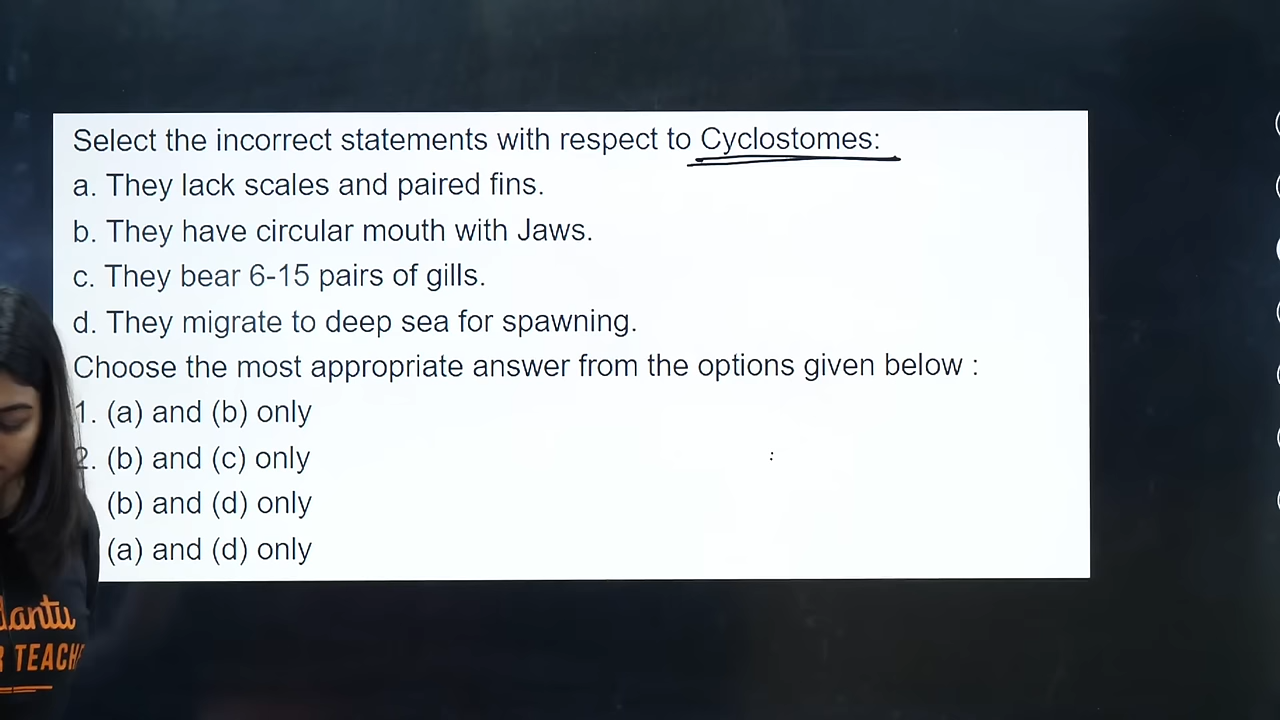 Select the incorrect statements with respect to Cyclostomes:
a. They lack scales and paired fins.
b. They have circular mouth with Jaws.
c. They bear 6-15 pairs of gills.
d. They migrate to deep sea for spawning.
Choose the most appropriate answer from the options given below :
1. (a) and (b) only
2. (b) and (c) only
:
(b) and (d) only
(a) and (d) only